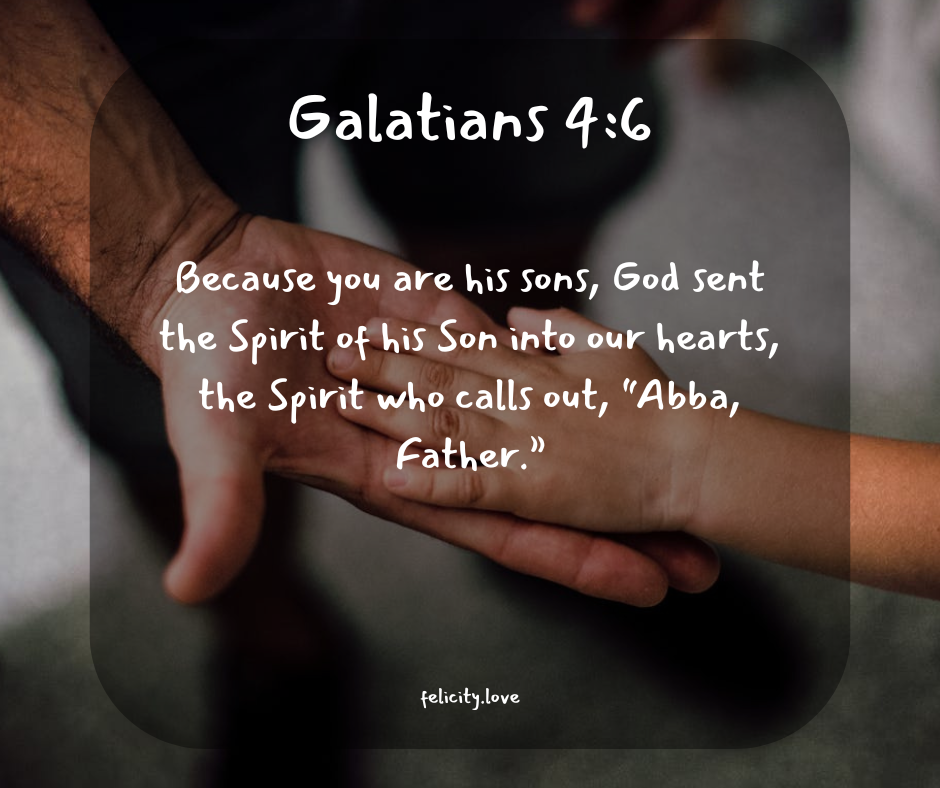 Galatians 4:6
Because you are his sons, God sent
the Spirit of his Son into our hearts,
the Spirit who calls out, "Abba,
Father."
felicity.love